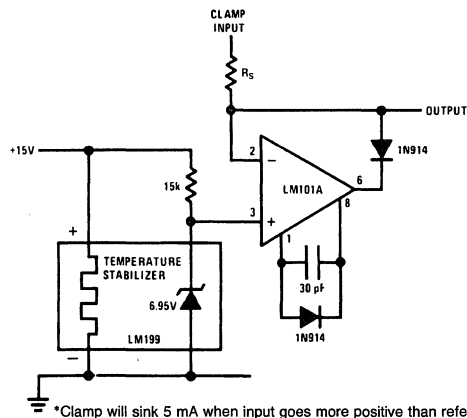 CLAMP
INPUT
RS
OUTPUT
+15V
2
1N914
15k
−
LM101A
6
8
3
+
1
+
TEMPERATURE
STABILIZER
30 pF
6.95V
1N914
LM199
−
*Clamp will sink 5 mA when input goes more positive than refe